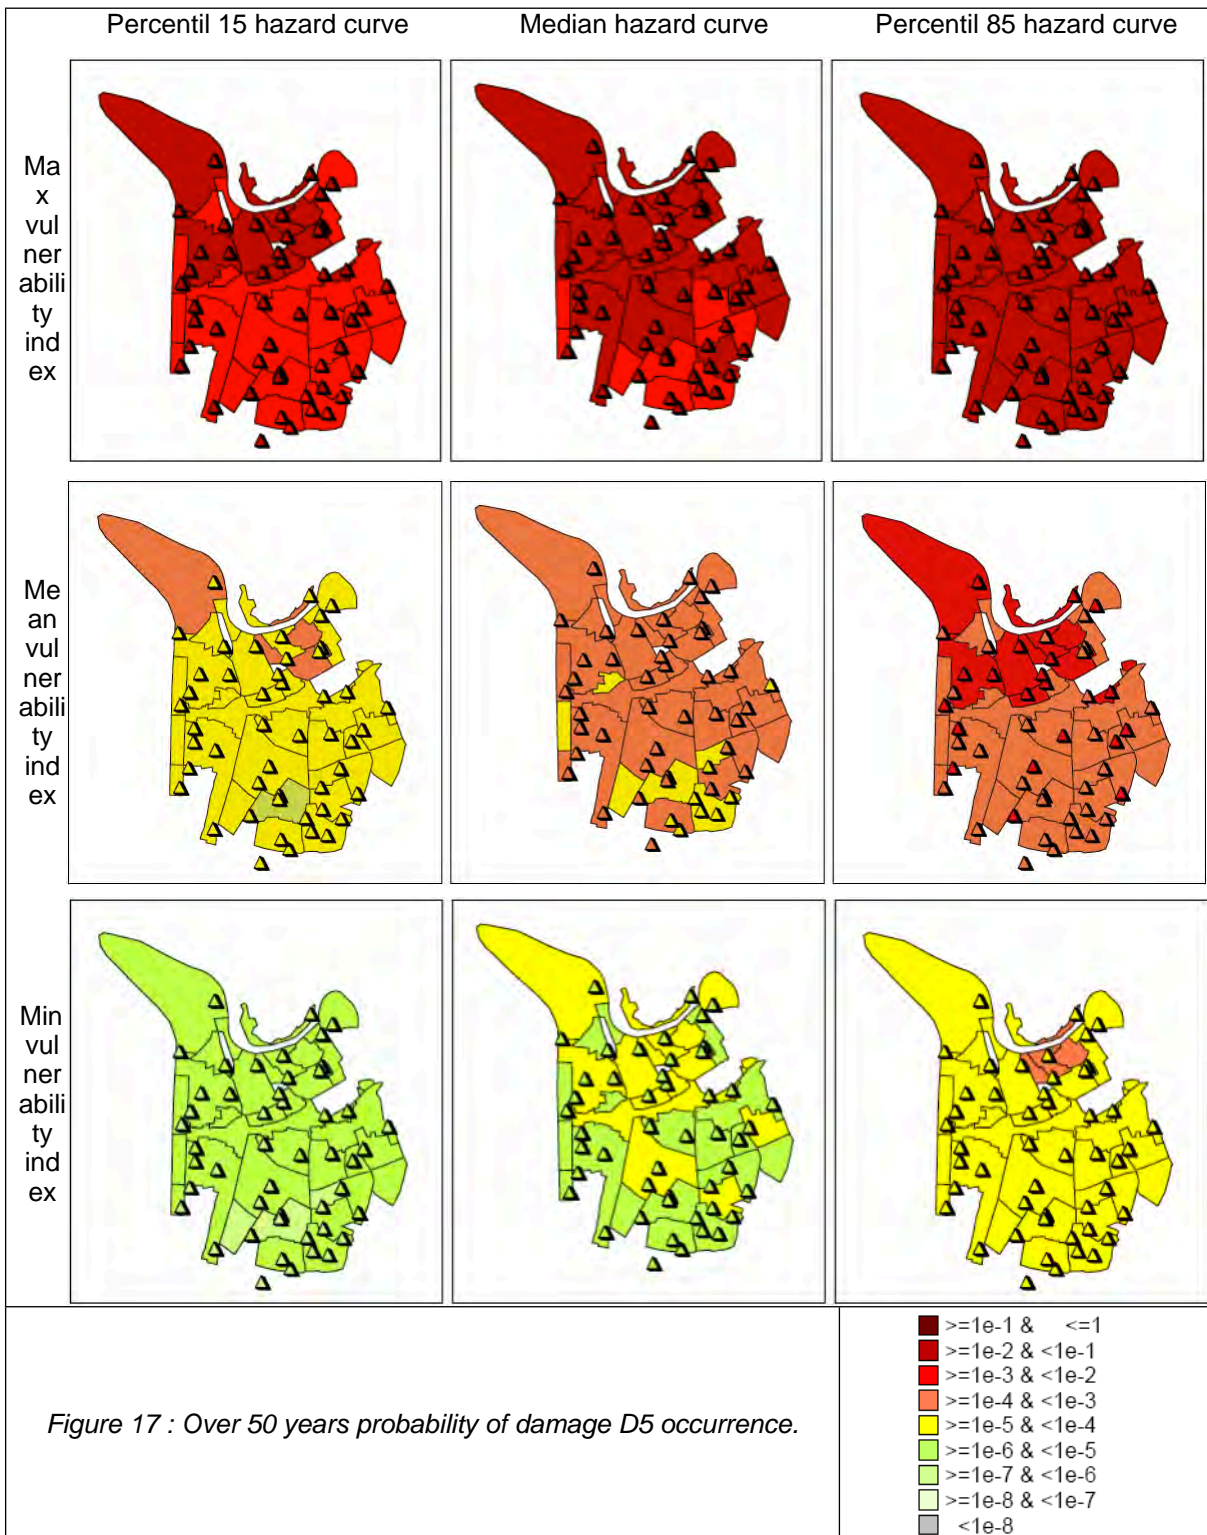 Percentil 15 hazard curve
Median hazard curve
Percentil 85 hazard curve
Ma
x
vul
ner
abili
ty
ind
ex
Me
an
vul
ner
abili
ty
ind
ex
Min
vul
ner
abili
ty
ind
ex
Figure 17 : Over 50 years probability of damage D5 occurrence.
>=1e-1 & <=1
>=1e-2 & <1e-1
>=1e-3 & <1e-2
>=1e-4 & <1e-3
>=1e-5 & <1e-4
>=1e-6 & <1e-5
>=1e-7 & <1e-6
>=1e-8 & <1e-7
<1e-8